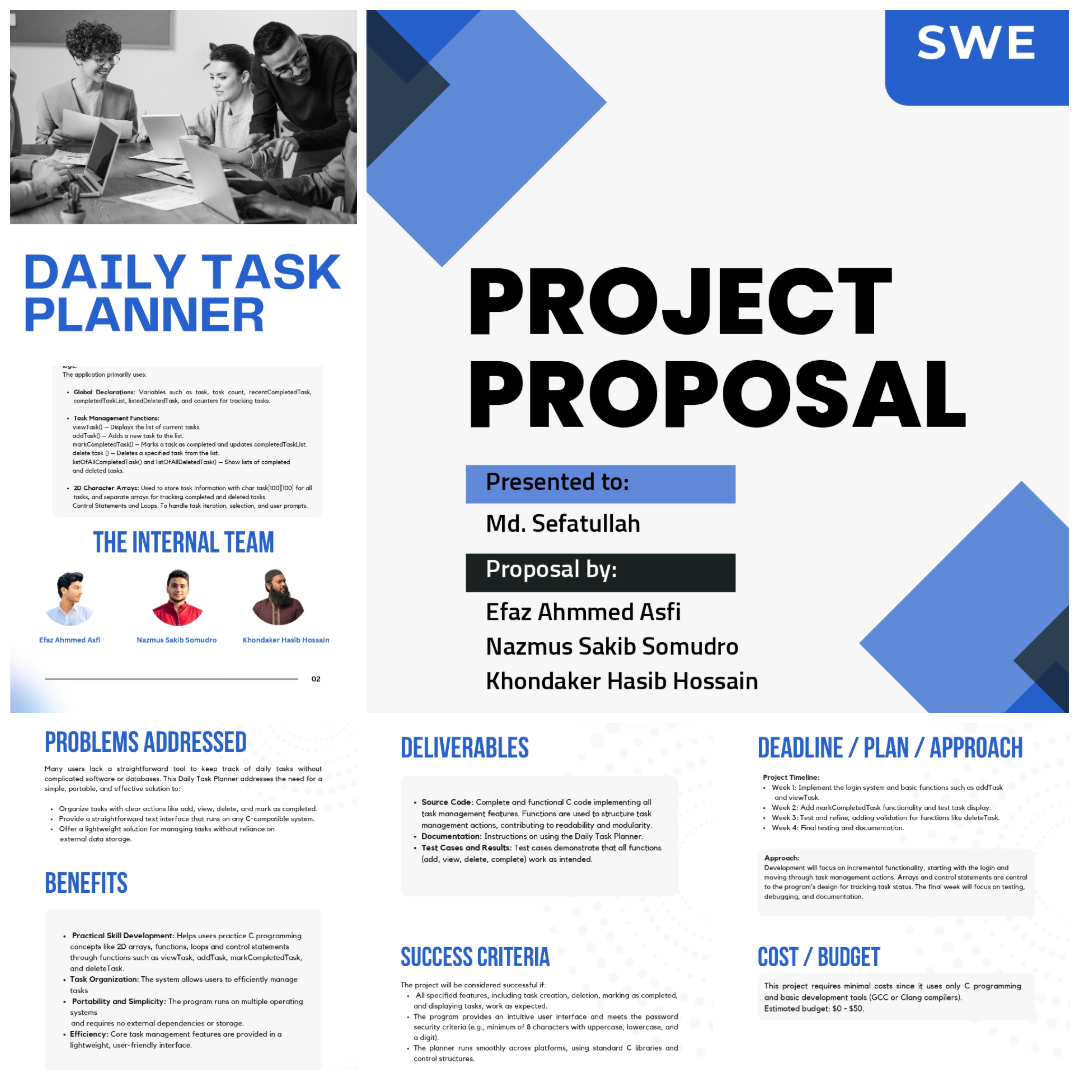 DAILY TASK
PLANNER
logic.
The application primarily uses:
• Global Declarations: Variables such as task, task count, recentCompletedTask,
completedTaskList, listedDeletedTask, and counters for tracking tasks.
• Task Management Functions:
viewTask() – Displays the list of current tasks
addTask() – Adds a new task to the list.
markCompletedTask() – Marks a task as completed and updates completedTaskList.
delete task () – Deletes a specified task from the list.
listOfAllCompletedTask() and listOfAllDeletedTask() – Show lists of completed
and deleted tasks.
• 2D Character Arrays: Used to store task information with char task[100][100] for all
tasks, and separate arrays for tracking completed and deleted tasks
Control Statements and Loops: To handle task iteration, selection, and user prompts.
THE INTERNAL TEAM
Efaz Ahmmed Asfi
Nazmus Sakib Somudro
Khondaker Hasib Hossain
02
SWE
PROJECT
PROPOSAL
Presented to:
Md. Sefatullah
Proposal by:
Efaz Ahmmed Asfi
Nazmus Sakib Somudro
Khondaker Hasib Hossain
PROBLEMS ADDRESSED
Many users lack a straightforward tool to keep track of daily tasks without
complicated software or databases. This Daily Task Planner addresses the need for a
simple, portable, and effective solution to:
• Organize tasks with clear actions like add, view, delete, and mark as completed.
• Provide a straightforward text interface that runs on any C-compatible system.
• Offer a lightweight solution for managing tasks without reliance on
external data storage.
BENEFITS
• Practical Skill Development: Helps users practice C programming
concepts like 2D arrays, functions, loops and control statements
through functions such as viewTask, addTask, markCompletedTask,
and deleteTask.
• Task Organization: The system allows users to efficiently manage
tasks
• Portability and Simplicity: The program runs on multiple operating
systems
and requires no external dependencies or storage.
• Efficiency: Core task management features are provided in a
lightweight, user-friendly interface.
DELIVERABLES
• Source Code: Complete and functional C code implementing all
task management features. Functions are used to structure task
management actions, contributing to readability and modularity.
• Documentation: Instructions on using the Daily Task Planner.
• Test Cases and Results: Test cases demonstrate that all functions
(add, view, delete, complete) work as intended.
SUCCESS CRITERIA
The project will be considered successful if:
• All specified features, including task creation, deletion, marking as completed,
and displaying tasks, work as expected.
• The program provides an intuitive user interface and meets the password
security criteria (e.g., minimum of 8 characters with uppercase, lowercase, and
a digit).
• The planner runs smoothly across platforms, using standard C libraries and
control structures.
DEADLINE / PLAN / APPROACH
Project Timeline:
• Week 1: Implement the login system and basic functions such as addTask
and viewTask.
• Week 2: Add markCompletedTask functionality and test task display.
• Week 3: Test and refine, adding validation for functions like deleteTask.
• Week 4: Final testing and documentation.
Approach:
Development will focus on incremental functionality, starting with the login and
moving through task management actions. Arrays and control statements are central
to the program's design for tracking task status. The final week will focus on testing,
debugging, and documentation.
COST / BUDGET
This project requires minimal costs since it uses only C programming
and basic development tools (GCC or Clang compilers).
Estimated budget: $0 - $50.